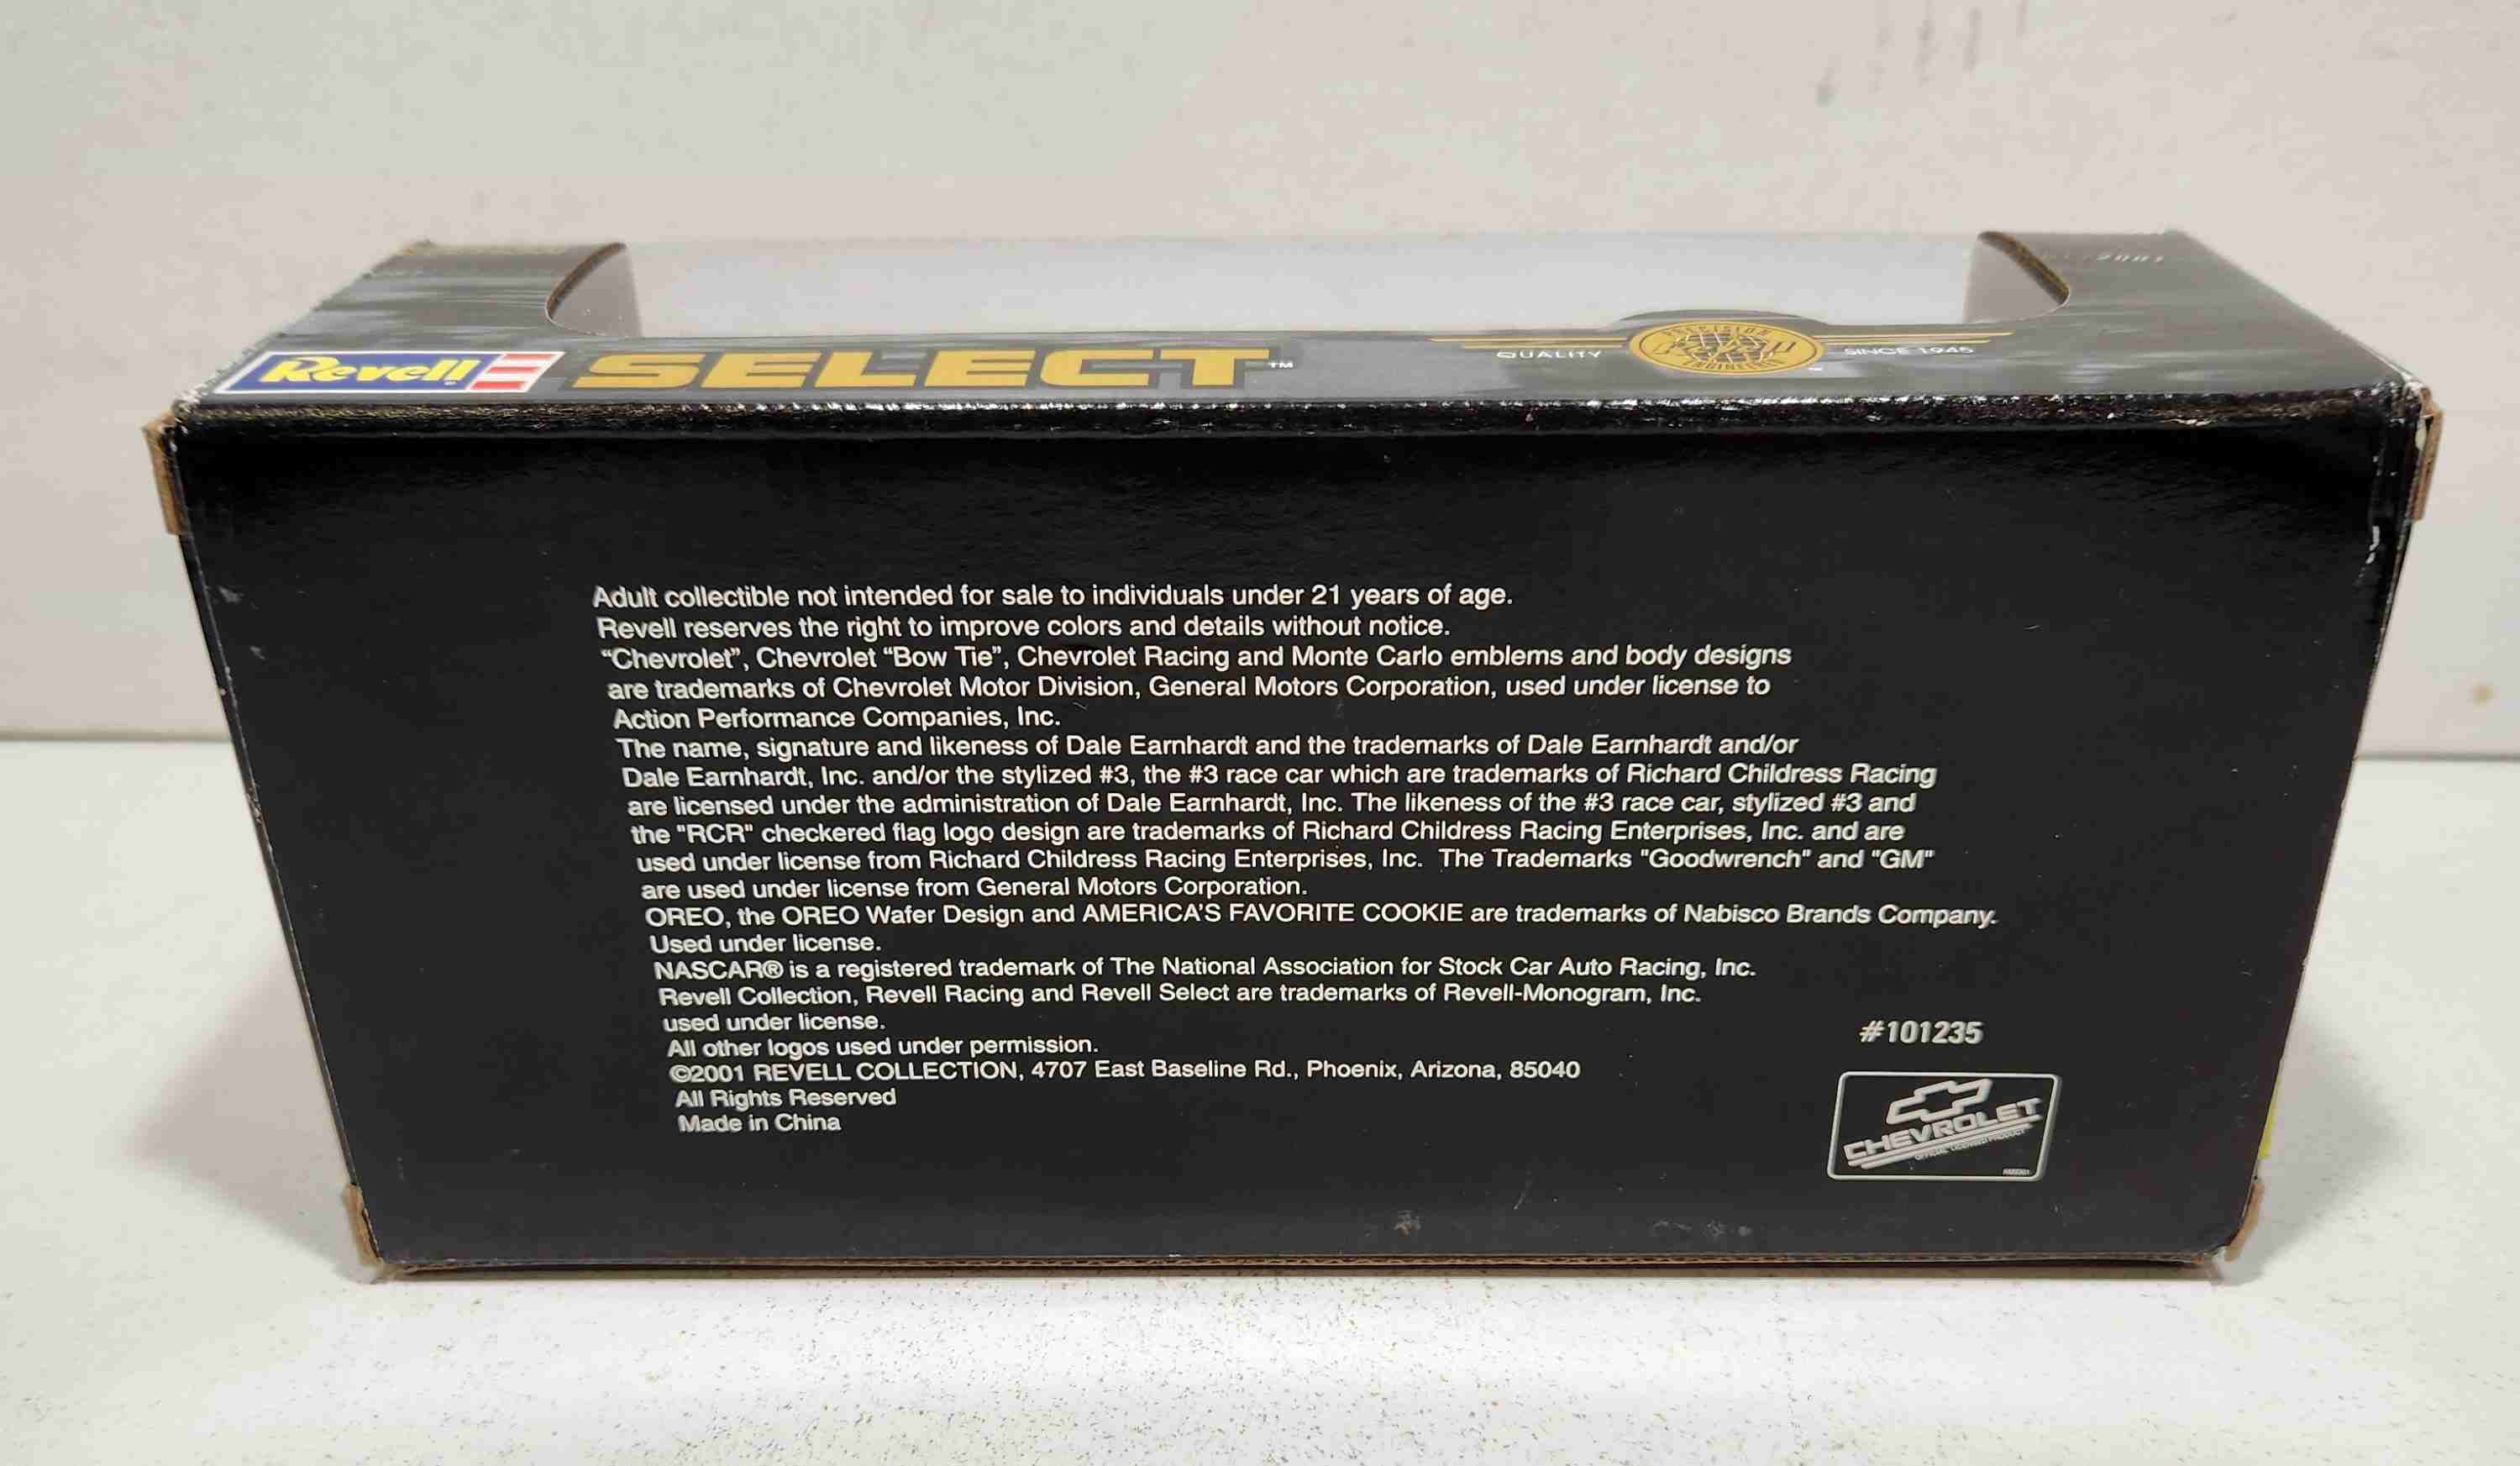 2001
Revell
SELECT™
QUALITY
PRECISION
ENGINEERED
SINCE 1945
Adult collectible not intended for sale to individuals under 21 years of age.
Revell reserves the right to improve colors and details without notice.
“Chevrolet”, Chevrolet “Bow Tie”, Chevrolet Racing and Monte Carlo emblems and body designs
are trademarks of Chevrolet Motor Division, General Motors Corporation, used under license to
Action Performance Companies, Inc.
The name, signature and likeness of Dale Earnhardt and the trademarks of Dale Earnhardt and/or
Dale Earnhardt, Inc. and/or the stylized #3, the #3 race car which are trademarks of Richard Childress Racing
are licensed under the administration of Dale Earnhardt, Inc. The likeness of the #3 race car, stylized #3 and
the "RCR" checkered flag logo design are trademarks of Richard Childress Racing Enterprises, Inc. and are
used under license from Richard Childress Racing Enterprises, Inc. The Trademarks "Goodwrench" and "GM"
are used under license from General Motors Corporation.
OREO, the OREO Wafer Design and AMERICA'S FAVORITE COOKIE are trademarks of Nabisco Brands Company.
Used under license.
NASCAR® is a registered trademark of The National Association for Stock Car Auto Racing, Inc.
Revell Collection, Revell Racing and Revell Select are trademarks of Revell-Monogram, Inc.
used under license.
All other logos used under permission.
©2001 REVELL COLLECTION, 4707 East Baseline Rd., Phoenix, Arizona, 85040
All Rights Reserved
Made in China
#101235
CHEVROLET
OFFICIAL LICENSED PRODUCT